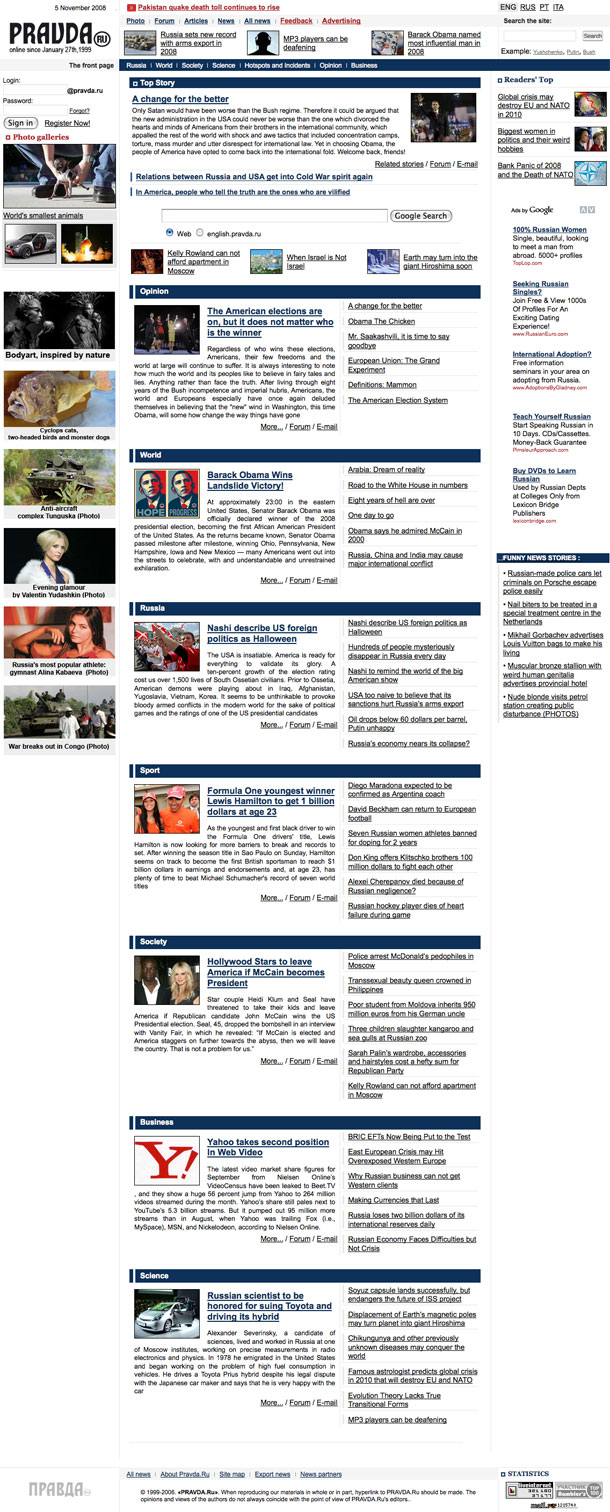 5 November 2008
Pakistan quake death toll continues to rise
ENG RUS PT ITA
PRAVDA RU
online since January 27th,1999
Photo Forum Articles News All news Feedback Advertising
Search the site:
Search
Example: Yushchenko, Putin, Bush
Russia sets new record
with arms export in
2008
MP3 players can be
deafening
Barack Obama named
most influential man in
2008
The front page
Russia World Society Science Hotspots and Incidents Opinion Business
Login:
@pravda.ru
Password:
Forgot?
Sign in Register Now!
Photo galleries
World's smallest animals
Bodyart, inspired by nature
Cyclops cats,
two-headed birds and monster dogs
Anti-aircraft
complex Tunguska (Photo)
Evening glamour
by Valentin Yudashkin (Photo)
Russia's most popular athlete:
gymnast Alina Kabaeva (Photo)
War breaks out in Congo (Photo)
Top Story
A change for the better
Only Satan would have been worse than the Bush regime. Therefore it could be argued that
the new administration in the USA could never be worse than the one which divorced the
hearts and minds of Americans from their brothers in the international community, which
appalled the rest of the world with shock and awe tactics that included concentration camps,
torture, mass murder and utter disrespect for international law. Yet in choosing Obama, the
people of America have opted to come back into the international fold. Welcome back, friends!
Related stories / Forum / E-mail
Relations between Russia and USA get into Cold War spirit again
In America, people who tell the truth are the ones who are vilified
Google Search
Web english.pravda.ru
Kelly Rowland can not
afford apartment in
Moscow
When Israel is Not
Israel
Earth may turn into the
giant Hiroshima soon
Opinion
The American elections are
on, but it does not matter who
is the winner
Regardless of who wins these elections,
Americans, their few freedoms and the
world at large will continue to suffer. It is always interesting to
note how much the world and its peoples like to believe in fairy tales and
lies. Anything rather than face the truth. After living through eight
years of the Bush incompetence and imperial hubris, Americans, the
world and Europeans especially have once again deluded
themselves in believing that the "new" wind in Washington, this time
Obama, will some how change the way things have gone
More... / Forum / E-mail
A change for the better
Obama The Chicken
Mr. Saakashvili, it is time to say
goodbye
European Union: The Grand
Experiment
Definitions: Mammon
The American Election System
World
HOPE PROGRESS
Barack Obama Wins
Landslide Victory!
At approximately 23:00 in the eastern
United States, Senator Barack Obama was
officially declared winner of the 2008
presidential election, becoming the first African American President of
the United States. As the returns became known, Senator Obama
passed milestone after milestone, winning Ohio, Pennsylvania, New
Hampshire, Iowa and New Mexico — many Americans went out into
the streets to celebrate, with and understandable and unrestrained
exhilaration.
More... / Forum / E-mail
Arabia: Dream of reality
Road to the White House in numbers
Eight years of hell are over
One day to go
Obama says he admired McCain in
2000
Russia, China and India may cause
major international conflict
Russia
Nashi describe US foreign
politics as Halloween
The USA is insatiable. America is ready for
everything to validate its glory. A
ten-percent growth of the election rating
cost us over 1,500 lives of South Ossetian civilians. Prior to Ossetia,
American demons were playing about in Iraq, Afghanistan,
Yugoslavia, Vietnam, Korea. It seems to be unthinkable to provoke
bloody armed conflicts in the modern world for the sake of political
games and the ratings of one of the US presidential candidates
More... / Forum / E-mail
Nashi describe US foreign politics as
Halloween
Hundreds of people mysteriously
disappear in Russia every day
Nashi to remind the world of the big
American show
USA too naive to believe that its
sanctions hurt Russia's arms export
Oil drops below 60 dollars per barrel,
Putin unhappy
Russia's economy nears its collapse?
Sport
Formula One youngest winner
Lewis Hamilton to get 1 billion
dollars at age 23
As the youngest and first black driver to win
the Formula One drivers' title, Lewis
Hamilton is now looking for more barriers to break and records to
set. After winning the season title in Sao Paulo on Sunday, Hamilton
seems on track to become the first British sportsman to reach $1
billion dollars in earnings and endorsements and, at age 23, has
plenty of time to beat Michael Schumacher's record of seven world
titles
More... / Forum / E-mail
Diego Maradona expected to be
confirmed as Argentina coach
David Beckham can return to European
football
Seven Russian women athletes banned
for doping for 2 years
Don King offers Klitschko brothers 100
million dollars to fight each other
Alexei Cherepanov died because of
Russian negligence?
Russian hockey player dies of heart
failure during game
Society
Hollywood Stars to leave
America if McCain becomes
President
Star couple Heidi Klum and Seal have
threatened to take their kids and leave
America if Republican candidate John McCain wins the US
Presidential election. Seal, 45, dropped the bombshell in an interview
with Vanity Fair, in which he revealed: "If McCain is elected and
America staggers on further towards the abyss, then we will leave
the country. That is not a problem for us."
More... / Forum / E-mail
Police arrest McDonald's pedophiles in
Moscow
Transsexual beauty queen crowned in
Philippines
Poor student from Moldova inherits 950
million euros from his German uncle
Three children slaughter kangaroo and
sea gulls at Russian zoo
Sarah Palin's wardrobe, accessories
and hairstyles cost a hefty sum for
Republican Party
Kelly Rowland can not afford apartment
in Moscow
Business
Y!
Yahoo takes second position
in Web Video
The latest video market share figures for
September from Nielsen Online's
VideoCensus have been leaked to Beet.TV
, and they show a huge 56 percent jump from Yahoo to 264 million
videos streamed during the month. Yahoo's share still pales next to
YouTube's 5.3 billion streams. But it pumped out 95 million more
streams than in August, when Yahoo was trailing Fox (i.e.,
MySpace), MSN, and Nickelodeon, according to Nielsen Online.
More... / Forum / E-mail
BRIC EFTs Now Being Put to the Test
East European Crisis may Hit
Overexposed Western Europe
Why Russian business can not get
Western clients
Making Currencies that Last
Russia loses two billion dollars of its
international reserves daily
Russian Economy Faces Difficulties but
Not Crisis
Science
Russian scientist to be
honored for suing Toyota and
driving its hybrid
Alexander Severinsky, a candidate of
sciences, lived and worked in Russia at one
of Moscow institutes, working on precise measurements in radio
electronics and physics. In 1978 he emigrated in the United States
and began working on the problem of high fuel consumption in
vehicles. He drives a Toyota Prius hybrid despite his legal dispute
with the Japanese car maker and says that he is very happy with the
car
More... / Forum / E-mail
Soyuz capsule lands successfully, but
endangers the future of ISS project
Displacement of Earth's magnetic poles
may turn planet into giant Hiroshima
Chikungunya and other previously
unknown diseases may conquer the
world
Famous astrologist predicts global crisis
in 2010 that will destroy EU and NATO
Evolution Theory Lacks True
Transitional Forms
MP3 players can be deafening
Readers' Top
Global crisis may
destroy EU and NATO
in 2010
Biggest women in
politics and their weird
hobbies
Bank Panic of 2008
and the Death of NATO
Ads by Google
100% Russian Women
Single, beautiful, looking
to meet a man from
abroad. 5000+ profiles
TopLop.com
Seeking Russian
Singles?
Join Free & View 1000s
Of Profiles For An
Exciting Dating
Experience!
www.RussianEuro.com
International Adoption?
Free information
seminars in your area on
adopting from Russia.
www.AdoptionsByGladney.com
Teach Yourself Russian
Start Speaking Russian in
10 Days. CDs/Cassettes.
Money-Back Guarantee
PimsleurApproach.com
Buy DVDs to Learn
Russian
Used by Russian Depts
at Colleges Only from
Lexicon Bridge
Publishers
lexiconbridge.com
FUNNY NEWS STORIES :
• Russian-made police cars let
criminals on Porsche escape
police easily
• Nail biters to be treated in a
special treatment centre in the
Netherlands
• Mikhail Gorbachev advertises
Louis Vuitton bags to make his
living
• Muscular bronze stallion with
weird human genitalia
advertises provincial hotel
• Nude blonde visits petrol
station creating public
disturbance (PHOTOS)
All news About Pravda.Ru Site map Export news News partners
STATISTICS
ПРАВДА
© 1999-2008. «PRAVDA.Ru». When reproducing our materials in whole or in part, hyperlink to PRAVDA.Ru should be made. The
opinions and views of the authors do not always coincide with the point of view of PRAVDA.Ru's editors.
TOP
100